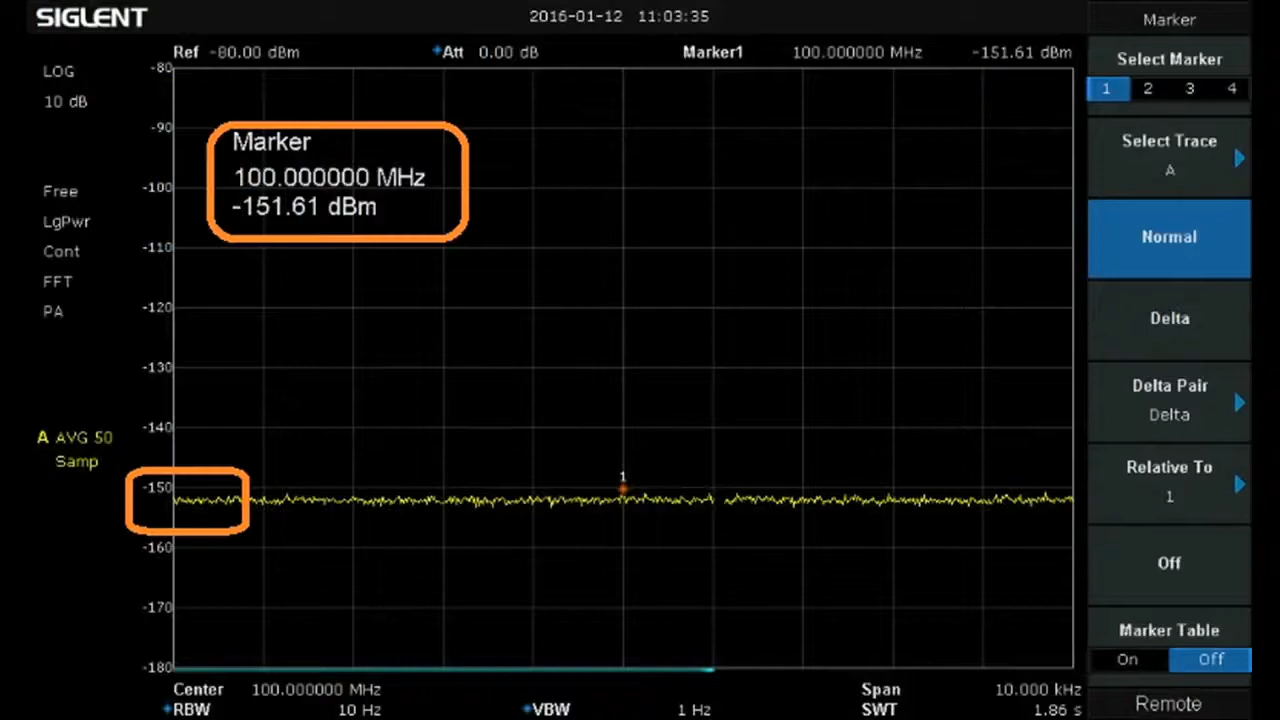 SIGLENT
2016-01-12 11:03:35
Marker
Ref -80.00 dBm Att 0.00 dB Marker1 100.000000 MHz -151.61 dBm
LOG
10 dB
Free
LgPwr
Cont
FFT
PA
A AVG 50
Samp
-80
-90
-100
-110
-120
-130
-140
-150
-160
-170
-180
Marker
100.000000 MHz
-151.61 dBm
1
Center 100.000000 MHz Span 10.000 kHz
RBW 10 Hz VBW 1 Hz SWT 1.86 s
Select Marker
1 2 3 4
Select Trace
A
Normal
Delta
Delta Pair
Delta
Relative To
1
Off
Marker Table
On Off
Remote